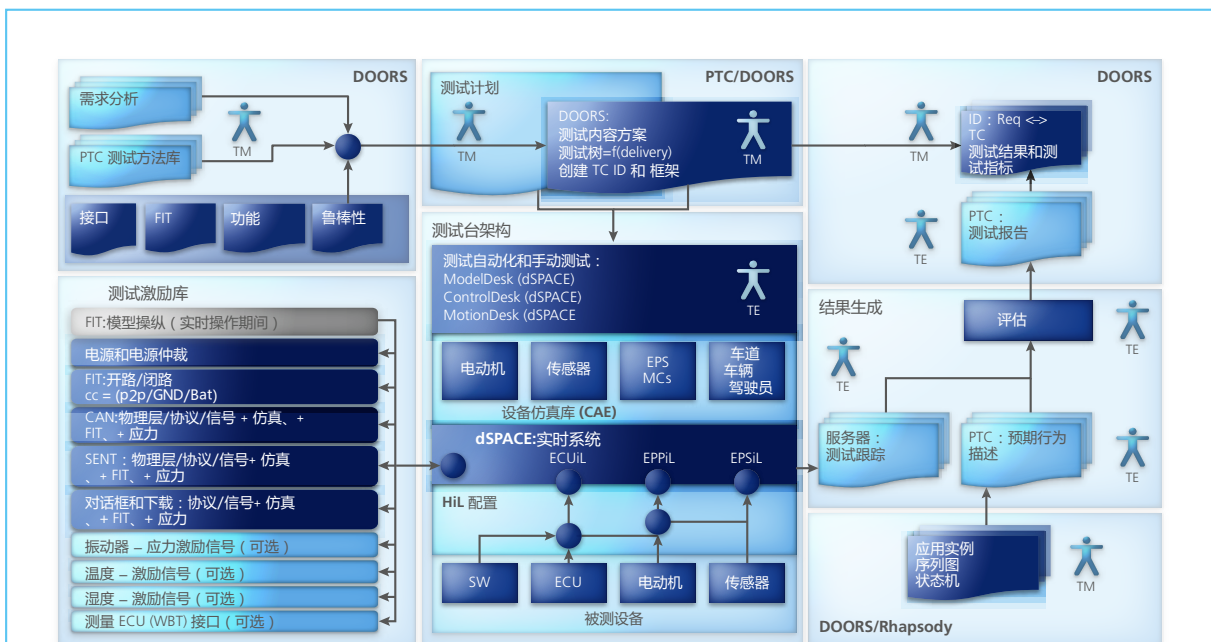 DOORS
需求分析
TM
PTC 测试方法库
接口
FIT
功能
鲁棒性
PTC/DOORS
测试计划
TM
DOORS:
测试内容方案
测试树=f(delivery)
创建 TC ID 和 框架
TM
DOORS
TM
ID：Req <->
TC
测试结果和测
试指标
TE
PTC：
测试报告
测试激励库
FIT:模型操纵（实时操作期间）
电源和电源仲裁
FIT:开路/闭路
cc = (p2p/GND/Bat)
CAN:物理层/协议/信号 + 仿真、+
FIT、+ 应力
SENT：物理层/协议/信号+ 仿真
、+ FIT、+ 应力
对话框和下载：协议/信号+ 仿真
、+ FIT、+ 应力
振动器 – 应力激励信号（可选）
温度 – 激励信号（可选）
湿度 – 激励信号（可选）
测量 ECU (WBT) 接口（可选）
测试台架构
测试自动化和手动测试：
ModelDesk (dSPACE)
ControlDesk (dSPACE)
MotionDesk (dSPACE
TE
电动机
传感器
EPS
MCs
车道
车辆
驾驶员
设备仿真库 (CAE)
dSPACE:实时系统
ECUiL
EPPiL
EPSiL
HiL 配置
SW
ECU
电动机
传感器
被测设备
结果生成
评估
TE
TE
服务器：
测试跟踪
PTC：预期行为
描述
TE
应用实例
序列图
状态机
TM
DOORS/Rhapsody